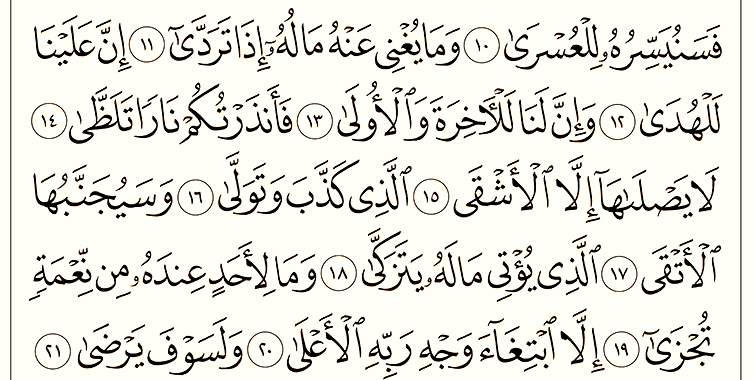 فَسَنُيَسِّرُهُۥ لِلْعُسْرَىٰ ١٠ وَمَا يُغْنِى عَنْهُ مَالُهُۥٓ إِذَا تَرَدَّىٰٓ ١١ إِنَّ عَلَيْنَا
لَلْهُدَىٰ ١٢ وَإِنَّ لَنَا لَلْـَٔاخِرَةَ وَٱلْأُولَىٰ ١٣ فَأَنذَرْتُكُمْ نَارًا تَلَظَّىٰ ١٤
لَا يَصْلَىٰهَآ إِلَّا ٱلْأَشْقَى ١٥ ٱلَّذِى كَذَّبَ وَتَوَلَّىٰ ١٦ وَسَيُجَنَّبُهَا
ٱلْأَتْقَى ١٧ ٱلَّذِى يُؤْتِى مَالَهُۥ يَتَزَكَّىٰ ١٨ وَمَا لِأَحَدٍ عِندَهُۥ مِن نِّعْمَةٍ
تُجْزَىٰٓ ١٩ إِلَّا ٱبْتِغَآءَ وَجْهِ رَبِّهِ ٱلْأَعْلَىٰ ٢٠ وَلَسَوْفَ يَرْضَىٰ ٢١